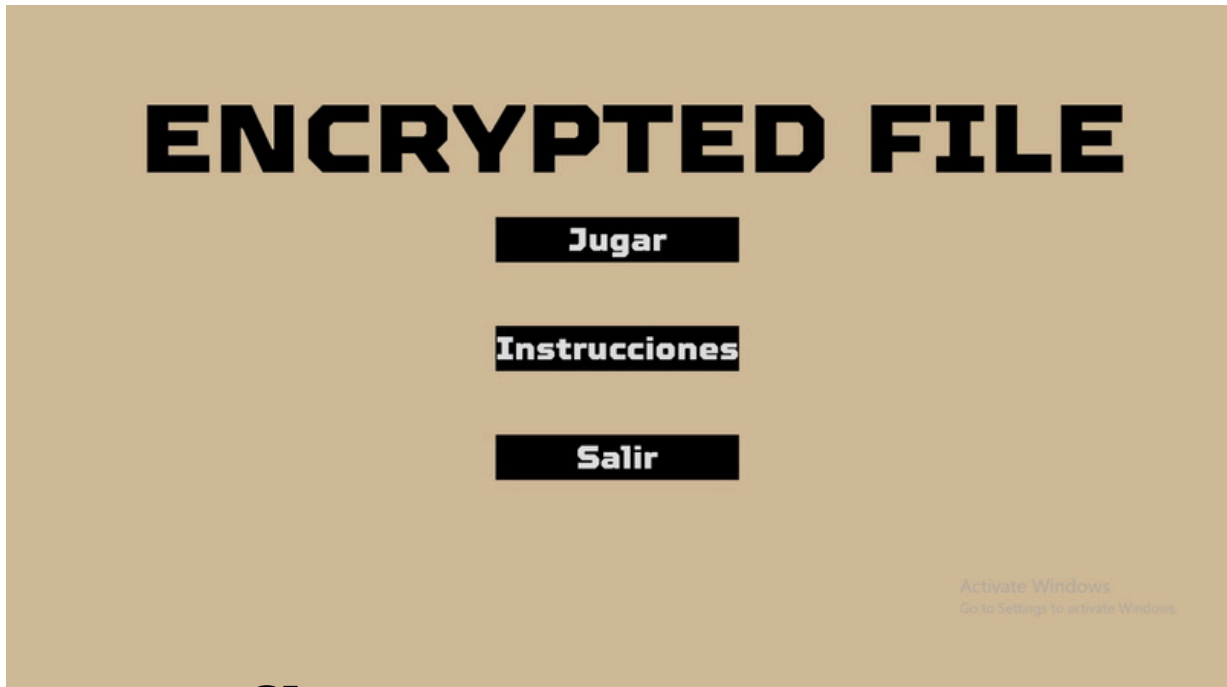 ENCRYPTED FILE
Jugar
Instrucciones
Salir
Activate Windows
Go to Settings to activate Windows.